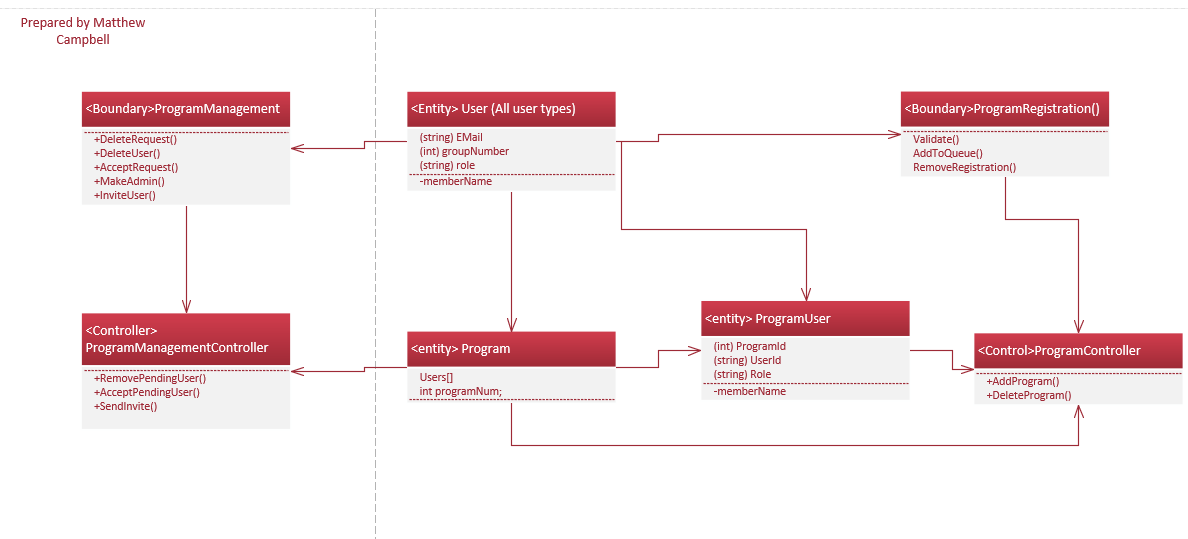 Prepared by Matthew
Campbell
<Boundary>ProgramManagement
+DeleteRequest()
+DeleteUser()
+AcceptRequest()
+MakeAdmin()
+InviteUser()
<Entity> User (All user types)
(string) EMail
(int) groupNumber
(string) role
-memberName
<Boundary>ProgramRegistration()
Validate()
AddToQueue()
RemoveRegistration()
<Controller>
ProgramManagementController
+RemovePendingUser()
+AcceptPendingUser()
+SendInvite()
<entity> Program
Users[]
int programNum;
<entity> ProgramUser
(int) ProgramId
(string) UserId
(string) Role
-memberName
<Control>ProgramController
+AddProgram()
+DeleteProgram()